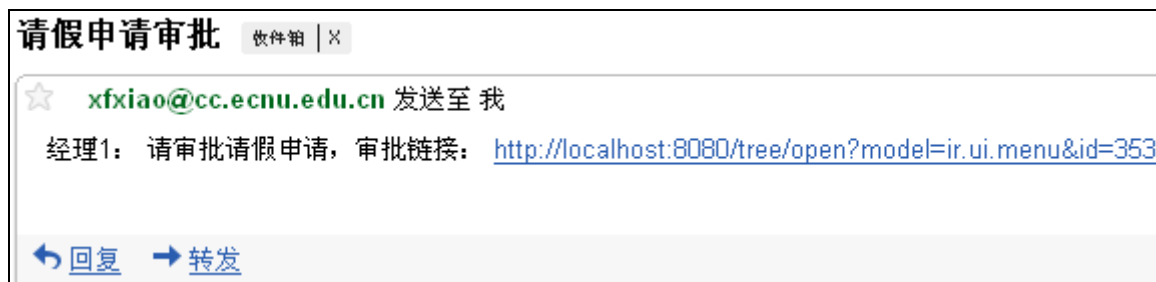 请假申请审批 收件箱 | X
xfxiao@cc.ecnu.edu.cn 发送至 我
经理1： 请审批请假申请，审批链接： http://localhost:8080/tree/open?model=ir.ui.menu&id=353
回复 转发